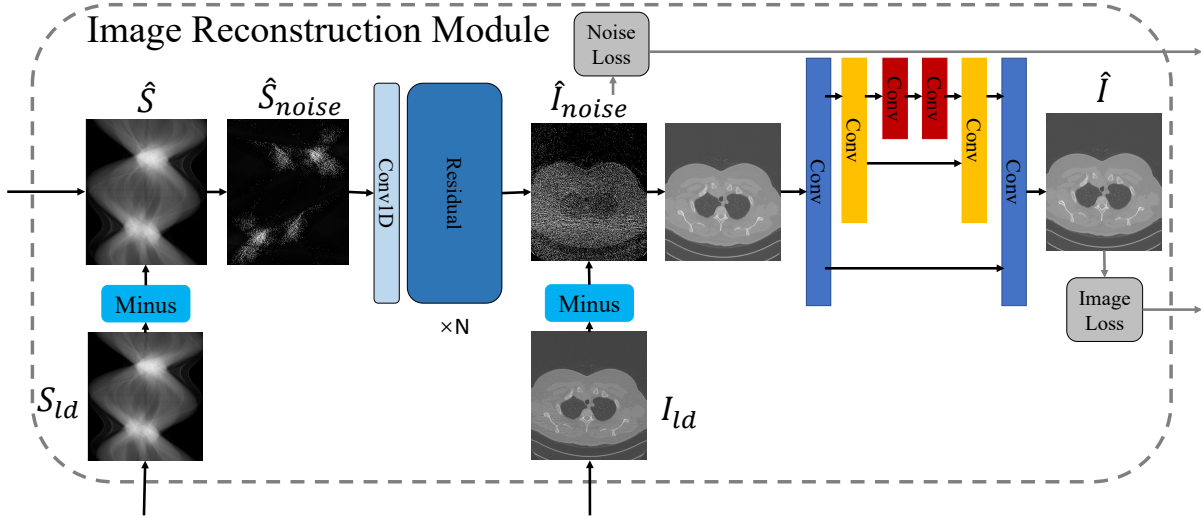 Image Reconstruction Module
Noise
Loss
Ŝ
Ŝ_noise
Î_noise
Î
Conv1D
Residual
×N
Conv
Conv
Conv
Conv
Conv
Conv
Minus
Minus
Image
Loss
S_ld
I_ld